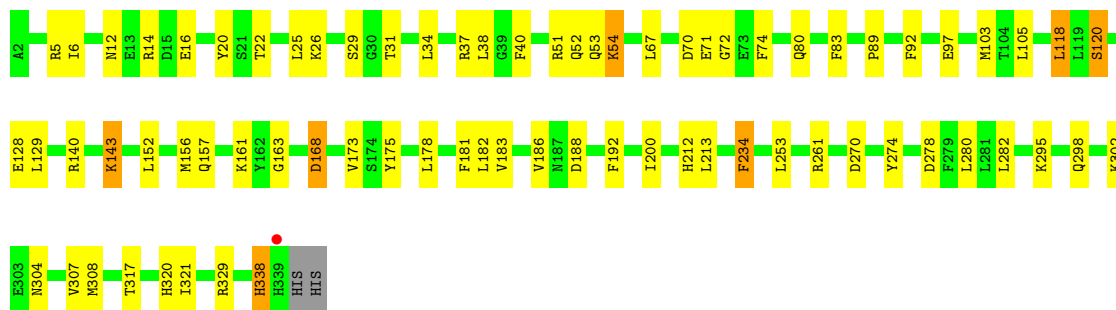 A2 R5 I6 N12 E13 R14 D15 E16 Y20 S21 T22 L25 K26 S29 G30 T31 L34 R37 L38 G39 F40 R51 Q52 Q53 K54 L67 D70 E71 G72 E73 F74 Q80 F83 P89 F92 E97 M103 T104 L105 L118 L119 S120
E128 L129 R140 K143 L152 M156 Q157 K161 Y162 G163 D168 V173 S174 Y175 L178 F181 L182 V183 V186 N187 D188 F192 I200 H212 L213 F234 L253 R261 D270 Y274 D278 F279 L280 L281 L282 K295 Q298
E303 N304 V307 M308 T317 H320 I321 R329 H338 H339 HIS HIS